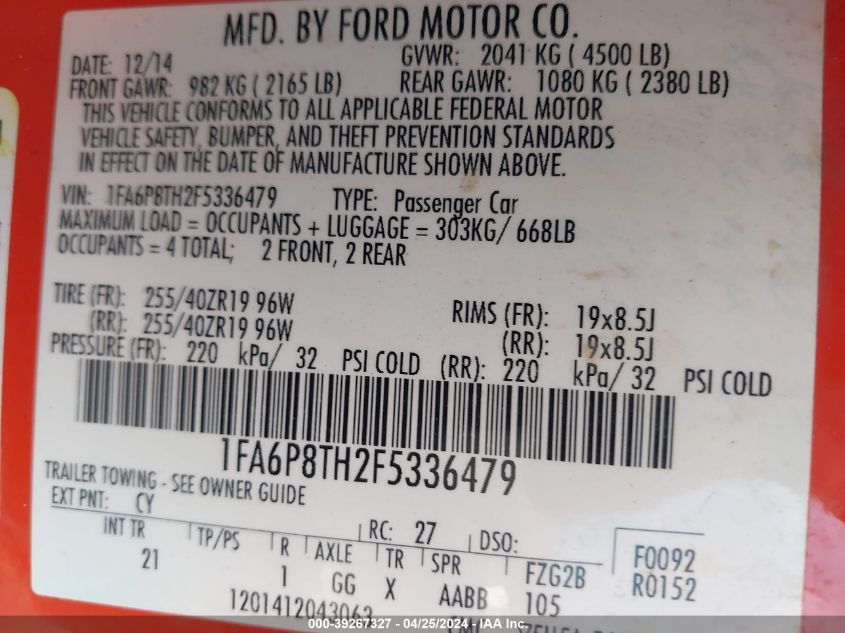 MFD. BY FORD MOTOR CO.
DATE: 12/14 GVWR: 2041 KG ( 4500 LB)
FRONT GAWR: 982 KG ( 2165 LB) REAR GAWR: 1080 KG ( 2380 LB)
THIS VEHICLE CONFORMS TO ALL APPLICABLE FEDERAL MOTOR
VEHICLE SAFETY, BUMPER, AND THEFT PREVENTION STANDARDS
IN EFFECT ON THE DATE OF MANUFACTURE SHOWN ABOVE.
VIN: 1FA6P8TH2F5336479 TYPE: Passenger Car
MAXIMUM LOAD = OCCUPANTS + LUGGAGE = 303KG/ 668LB
OCCUPANTS = 4 TOTAL; 2 FRONT, 2 REAR
TIRE (FR): 255/40ZR19 96W RIMS (FR): 19x8.5J
(RR): 255/40ZR19 96W (RR): 19x8.5J
PRESSURE (FR): 220 kPa/ 32 PSI COLD (RR): 220 kPa/ 32 PSI COLD
1FA6P8TH2F5336479
TRAILER TOWING - SEE OWNER GUIDE
EXT PNT: CY RC: 27 DSO:
INT TR TP/PS R AXLE TR SPR FZG2B F0092
21 1 GG X AABB 105 R0152
1201412043063
000-39267327 - 04/25/2024 - IAA Inc.